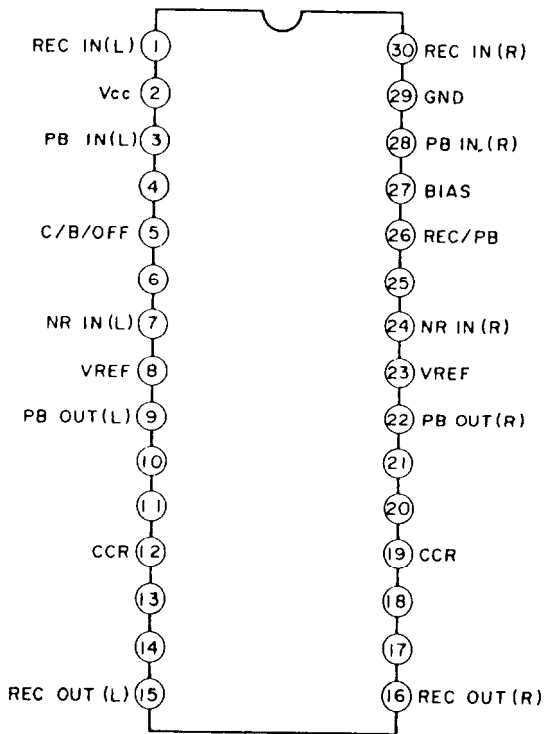 REC IN(L) 1 30 REC IN(R)
Vcc 2 29 GND
PB IN(L) 3 28 PB IN.(R)
4 27 BIAS
C/B/OFF 5 26 REC/PB
6 25
NR IN(L) 7 24 NR IN(R)
VREF 8 23 VREF
PB OUT(L) 9 22 PB OUT(R)
10 21
11 20
CCR 12 19 CCR
13 18
14 17
REC OUT (L) 15 16 REC OUT(R)